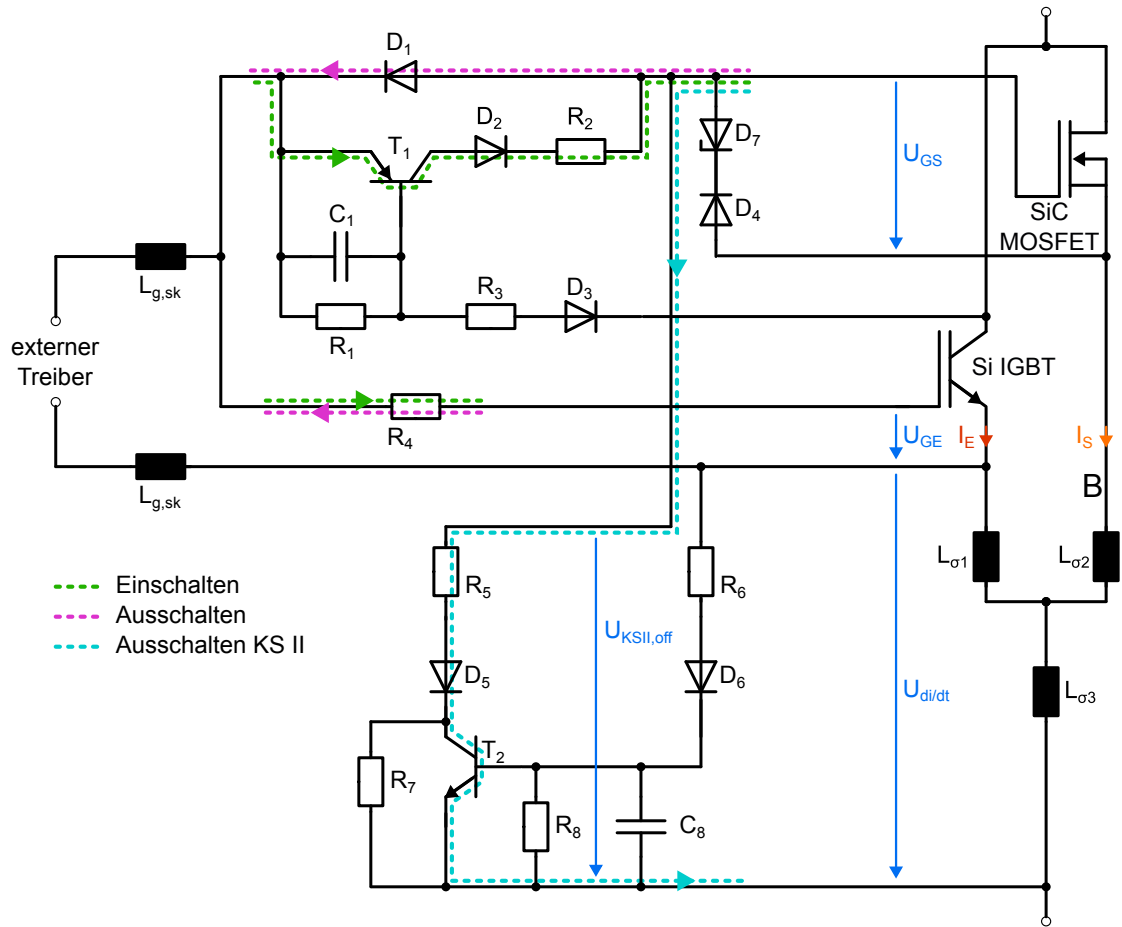 D1
D2
R2
T1
D7
UGS
C1
D4
SiC
MOSFET
Lg,sk
R3
D3
R1
externer
Treiber
Si IGBT
R4
UGE
IE
IS
Lg,sk
B
Lσ1
Lσ2
R5
R6
Einschalten
Ausschalten
Ausschalten KS II
UKSII,off
D5
D6
Udi/dt
Lσ3
T2
R7
R8
C8